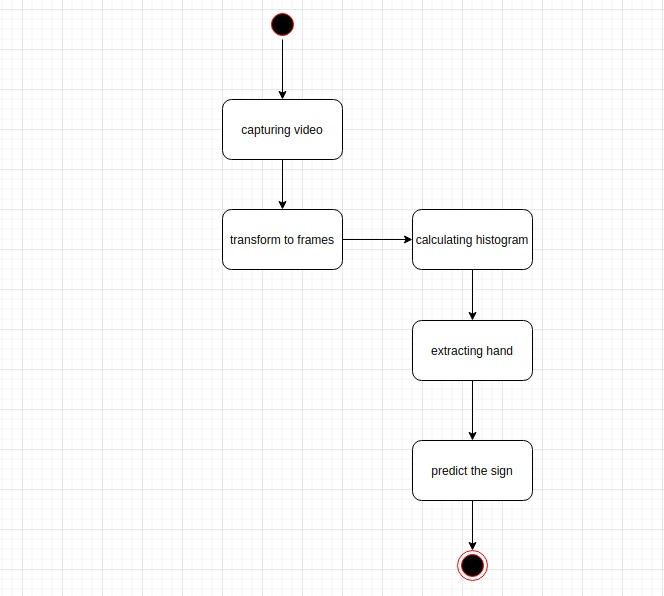 capturing video
transform to frames
calculating histogram
extracting hand
predict the sign